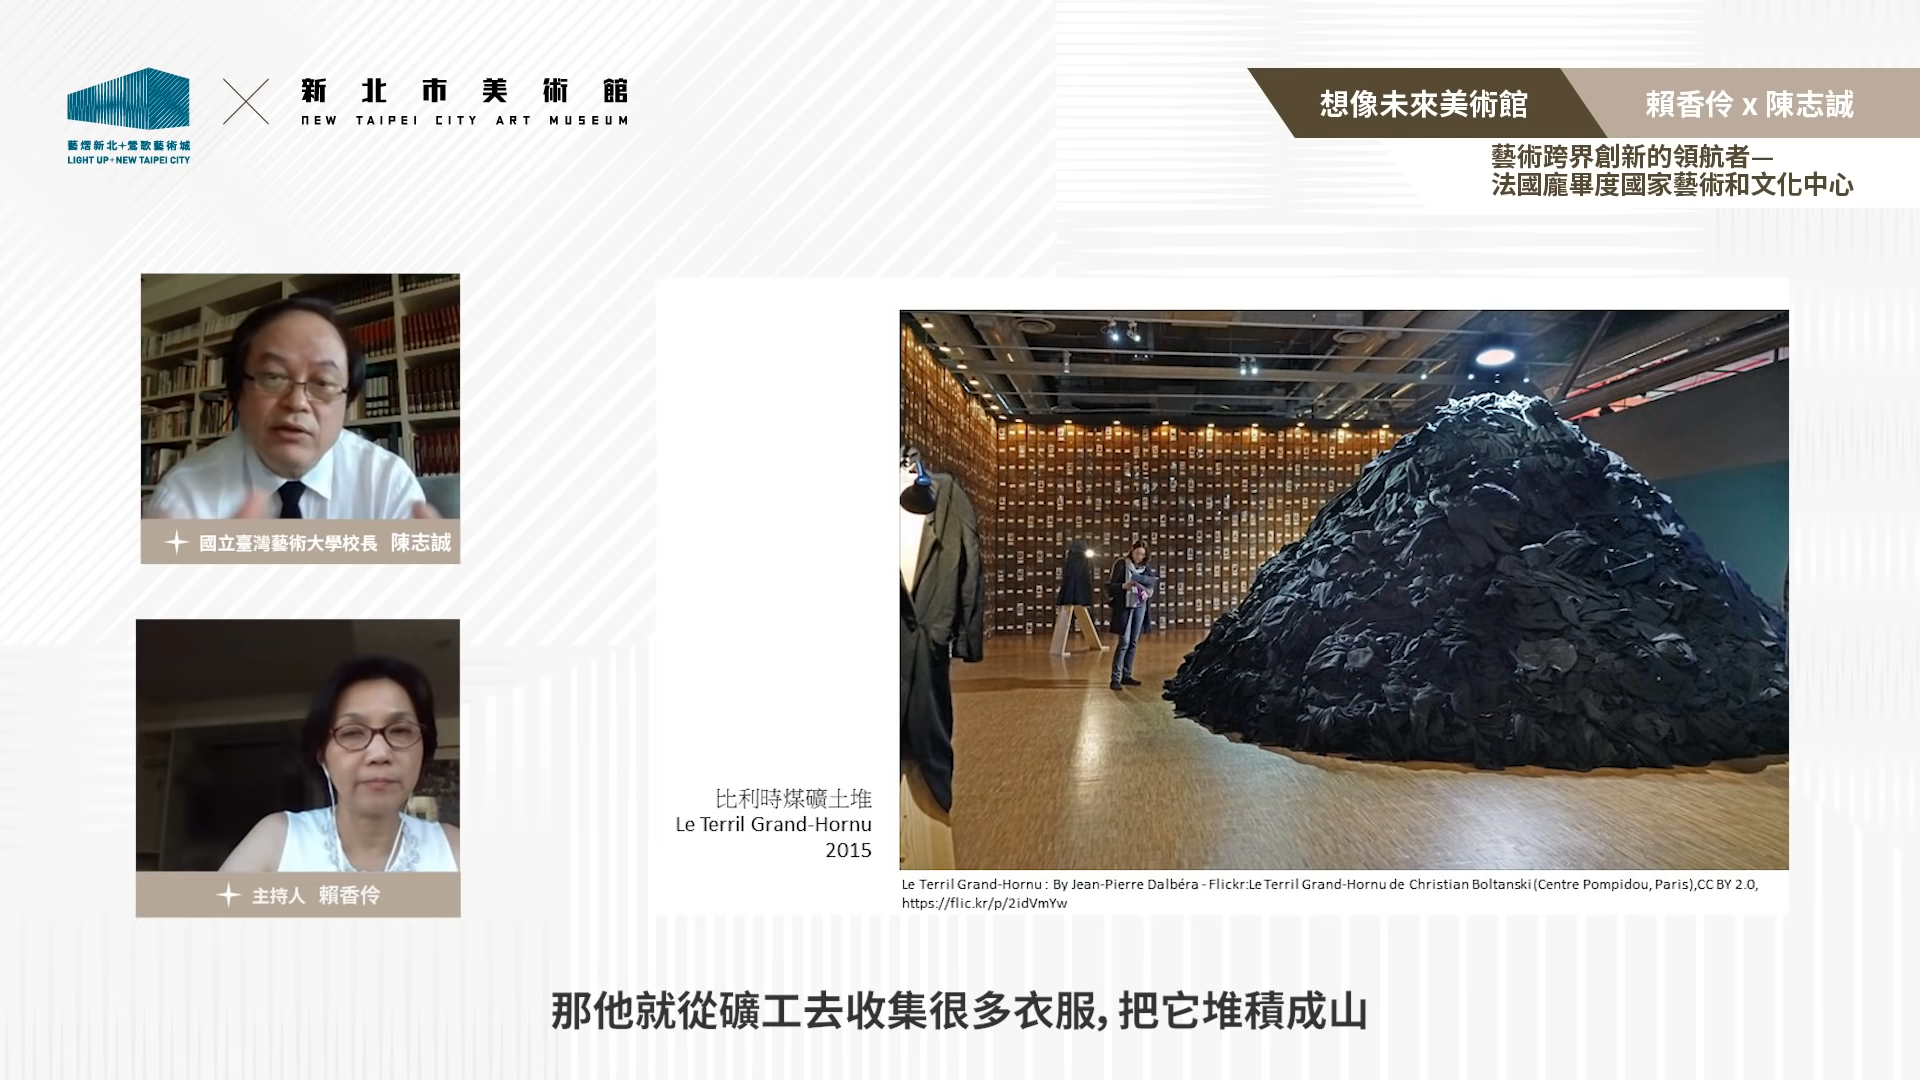 藝熠新北+鶯歌藝術城
LIGHT UP+NEW TAIPEI CITY
新北市美術館
NEW TAIPEI CITY ART MUSEUM
想像未來美術館
賴香伶 x 陳志誠
藝術跨界創新的領航者—
法國龐畢度國家藝術和文化中心
國立臺灣藝術大學校長 陳志誠
主持人 賴香伶
比利時煤礦土堆
Le Terril Grand-Hornu
2015
Le Terril Grand-Hornu : By Jean-Pierre Dalbéra - Flickr:Le Terril Grand-Hornu de Christian Boltanski (Centre Pompidou, Paris),CC BY 2.0,
https://flic.kr/p/2idVmYw
那他就從礦工去收集很多衣服, 把它堆積成山